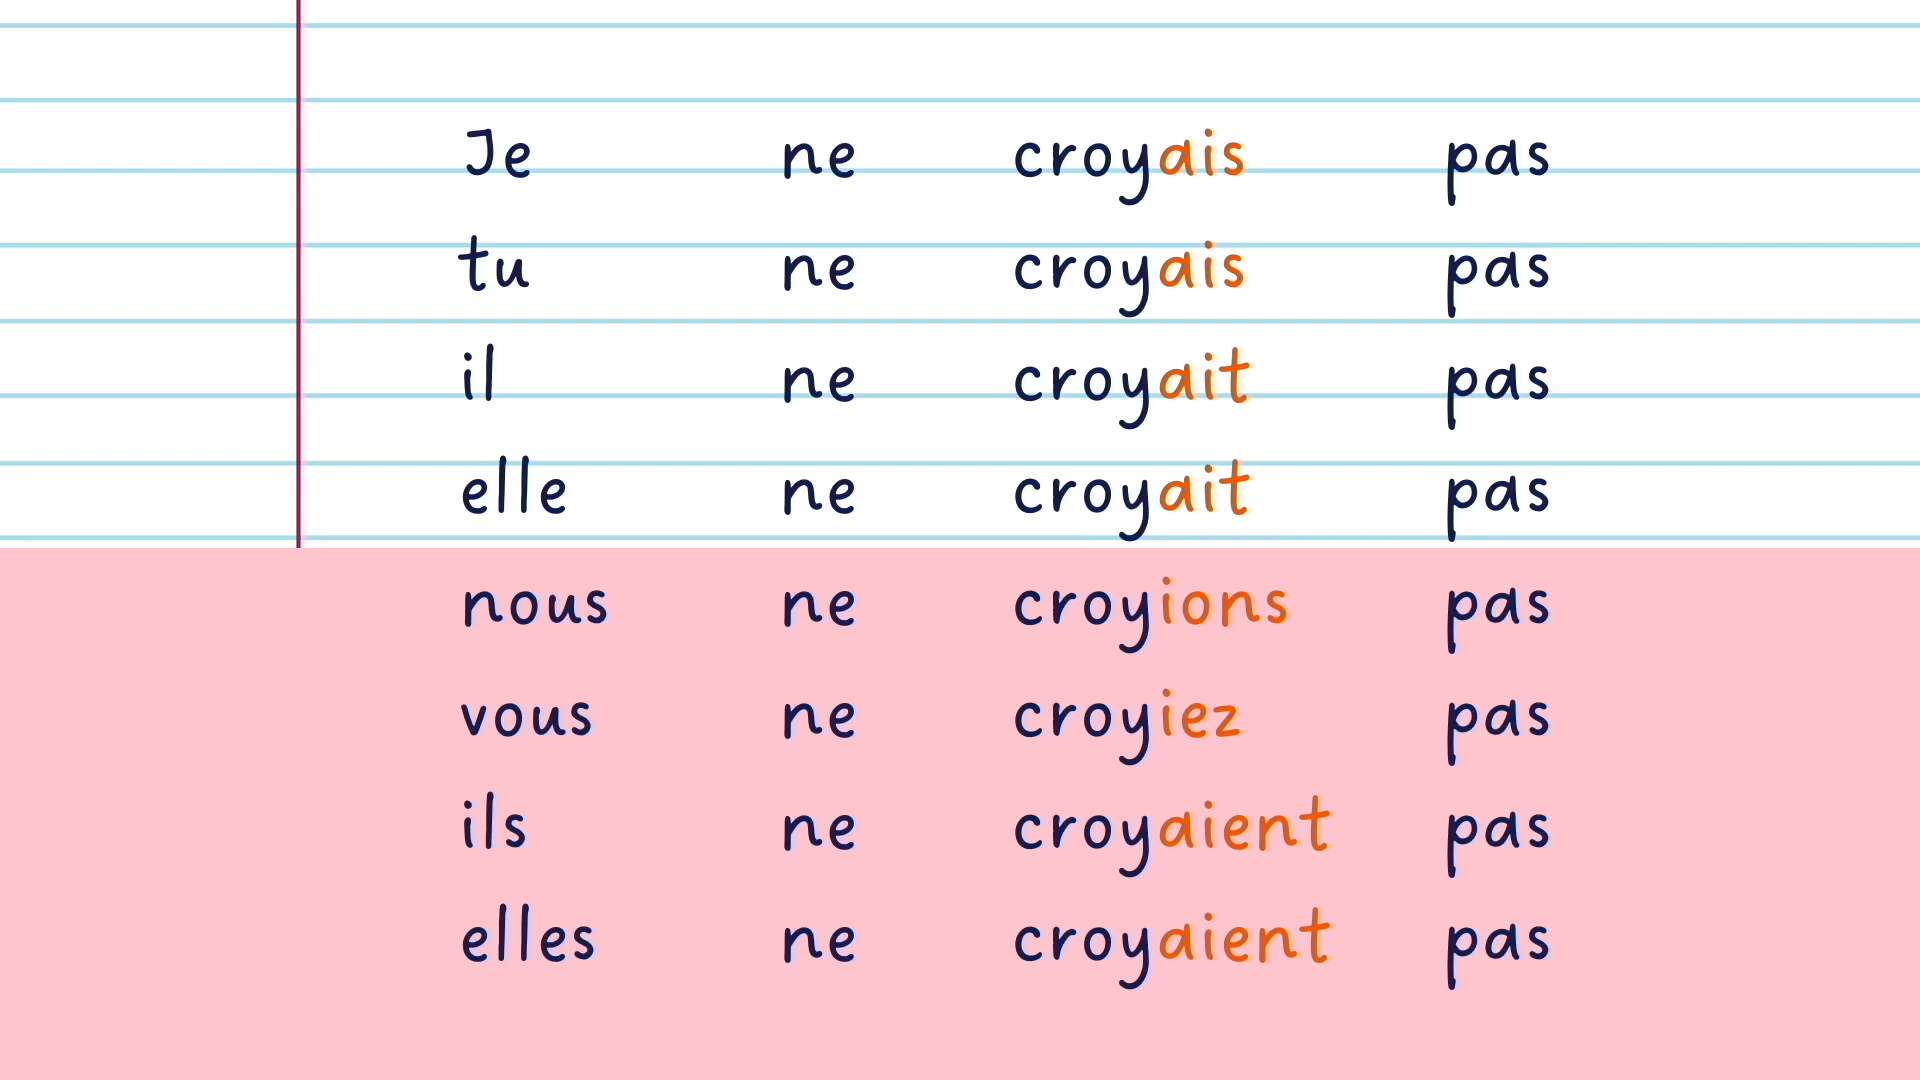 Je ne croyais pas
tu ne croyais pas
il ne croyait pas
elle ne croyait pas
nous ne croyions pas
vous ne croyiez pas
ils ne croyaient pas
elles ne croyaient pas